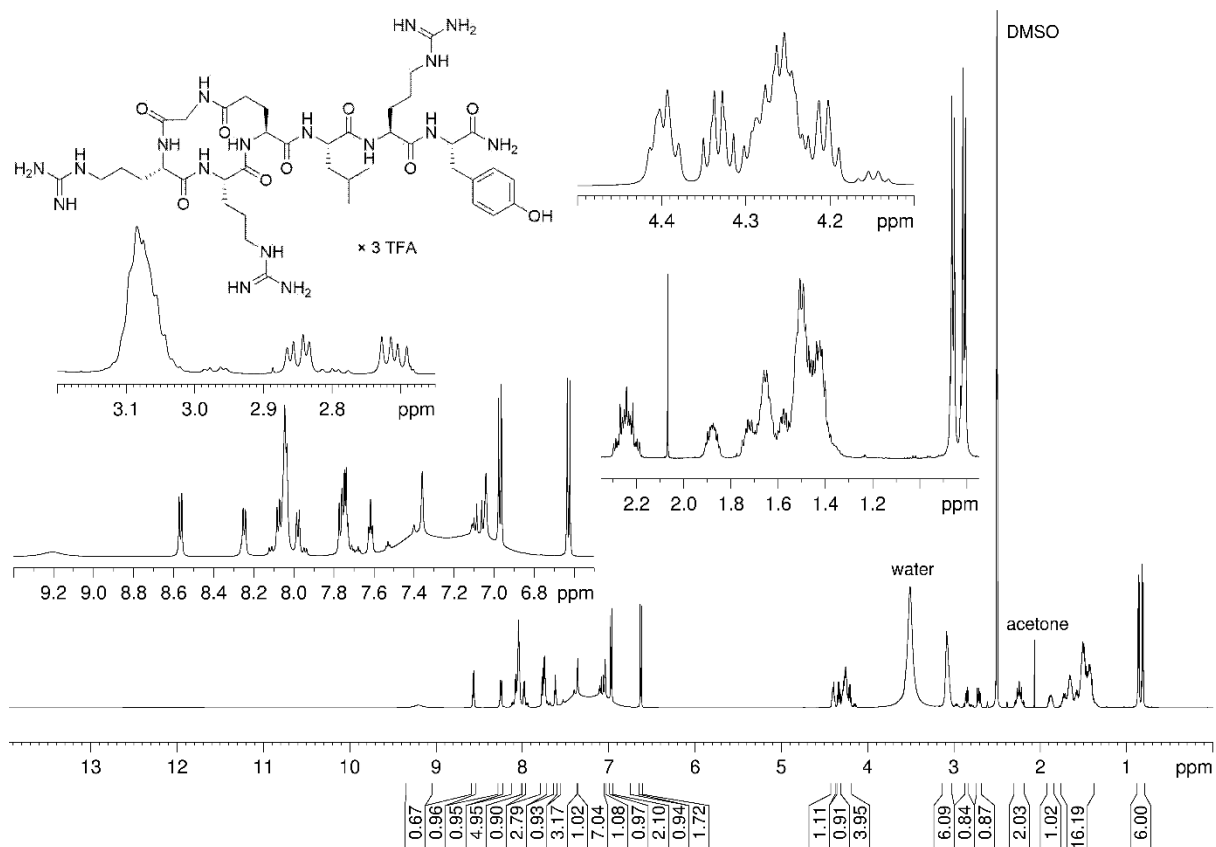 HN NH₂
NH
H
N
O O
O
NH
H
N
O
N
H
O
H
N
O
NH₂
H₂N
H
N
NH
O
H
N
HN
O
O
OH
NH
HN NH₂
× 3 TFA
DMSO
4.4 4.3 4.2 ppm
3.1 3.0 2.9 2.8 ppm
2.2 2.0 1.8 1.6 1.4 1.2 ppm
9.2 9.0 8.8 8.6 8.4 8.2 8.0 7.8 7.6 7.4 7.2 7.0 6.8 ppm
water
acetone
13 12 11 10 9 8 7 6 5 4 3 2 1 ppm
0.67 0.96 0.95 4.95 0.90 2.79 0.93 3.17 1.02 7.04 1.08 0.97 2.10 0.94 1.72 1.11 0.91 3.95 6.09 0.84 0.87 2.03 1.02 16.19 6.00